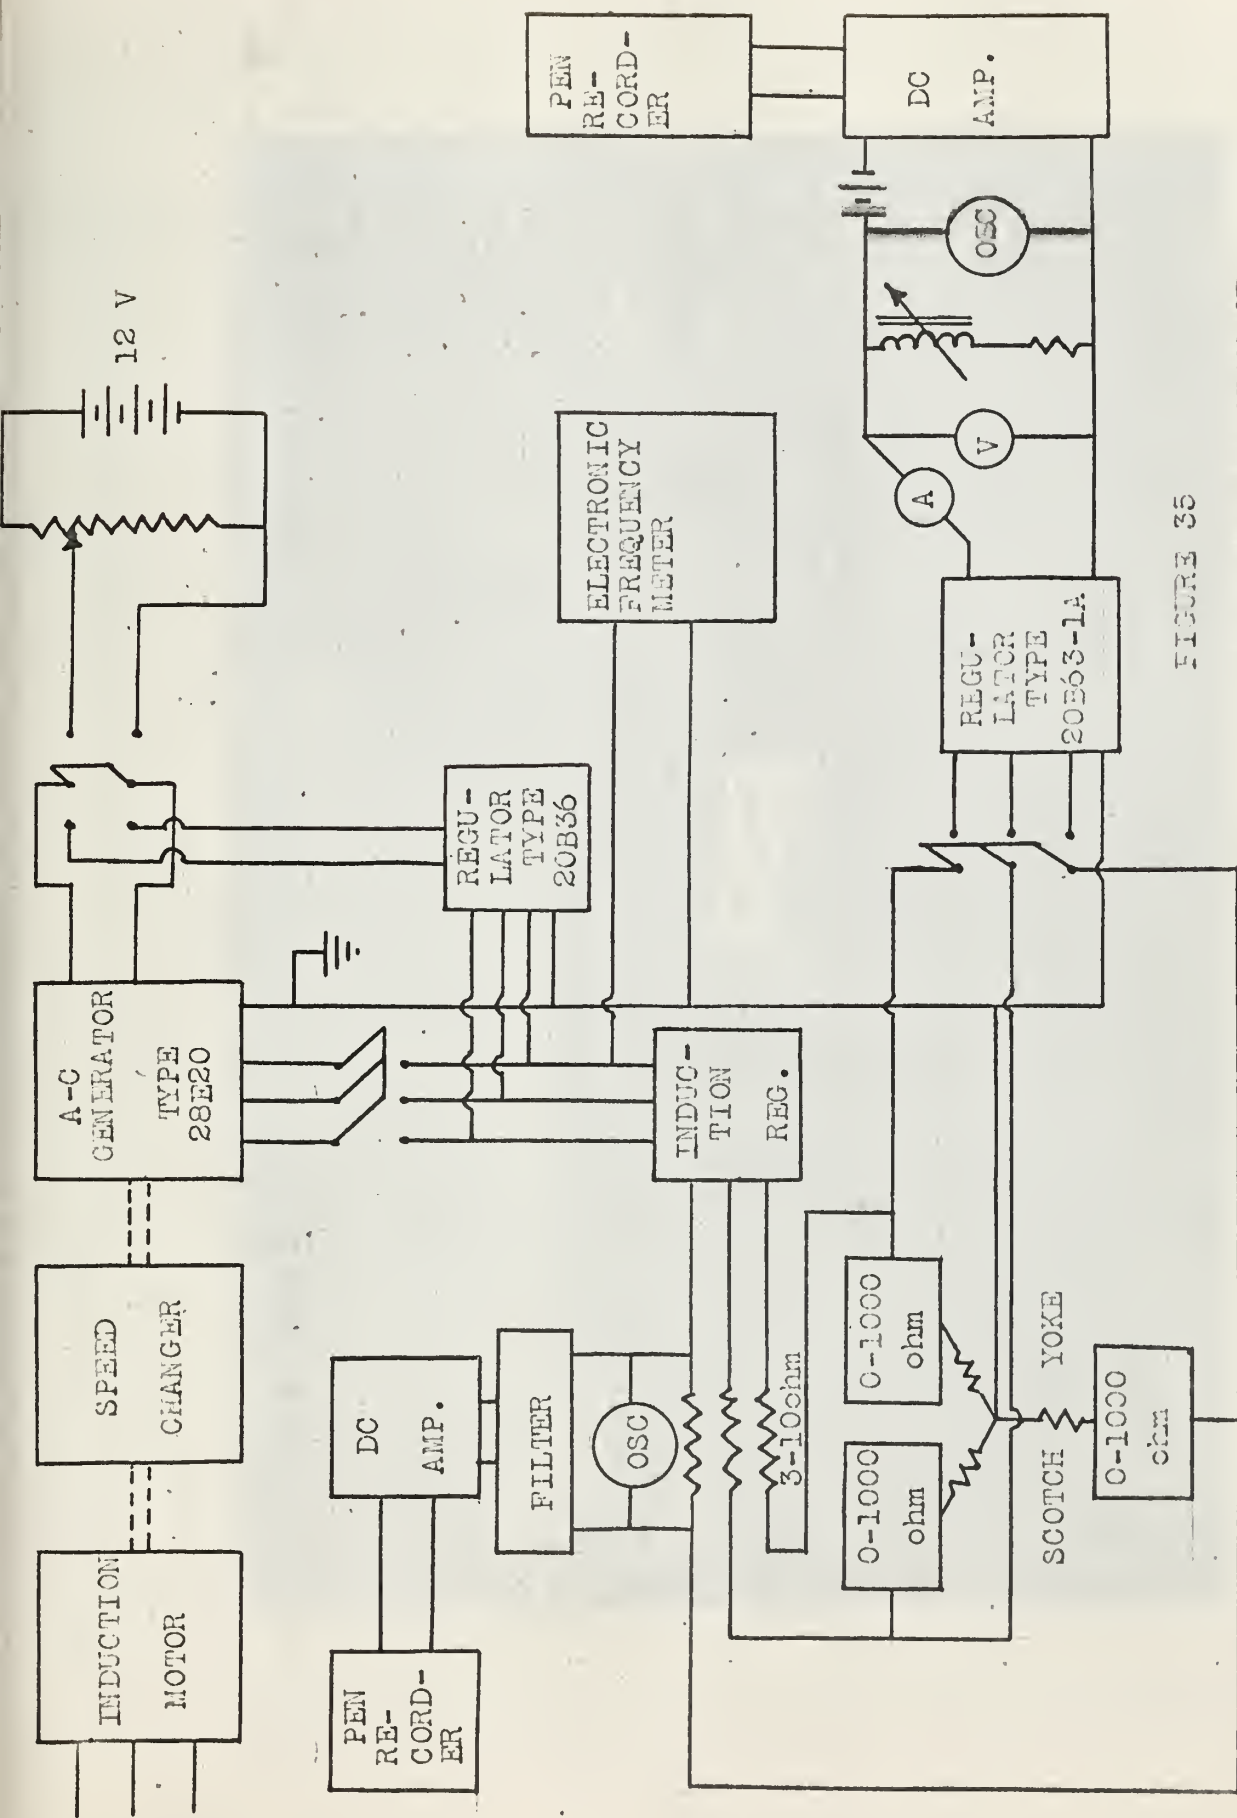 INDUCTION
MOTOR
SPEED
CHANGER
A-C
GENERATOR
TYPE
28E20
12 V
PEN
RE-
CORD-
ER
DC
AMP.
FILTER
OSC
3-10ohm
INDUC-
TION
REG.
REGU-
LATOR
TYPE
20B36
ELECTRONIC
FREQUENCY
METER
PEN
RE-
CORD-
ER
DC
AMP.
OSC
V
A
REGU-
LATOR
TYPE
20B63-1A
0-1000
ohm
0-1000
ohm
SCOTCH YOKE
0-1000
ohm
FIGURE 35